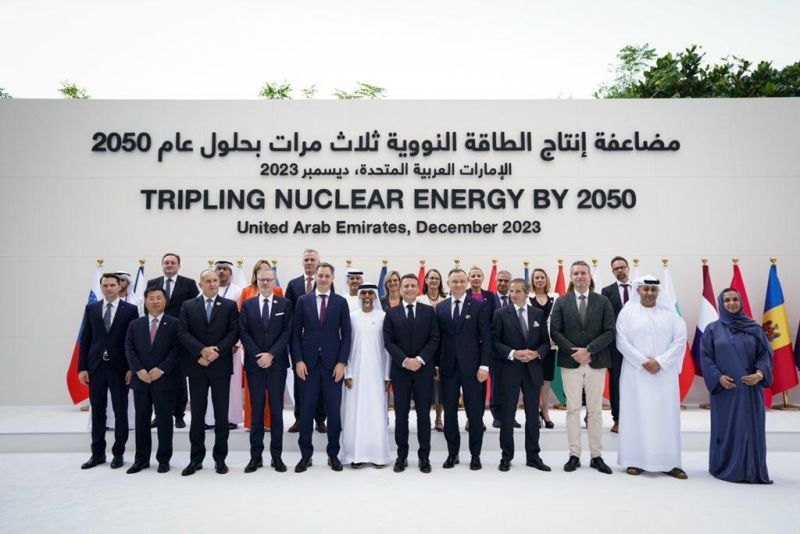 مضاعفة إنتاج الطاقة النووية ثلاث مرات بحلول عام 2050
الإمارات العربية المتحدة، ديسمبر 2023
TRIPLING NUCLEAR ENERGY BY 2050
United Arab Emirates, December 2023